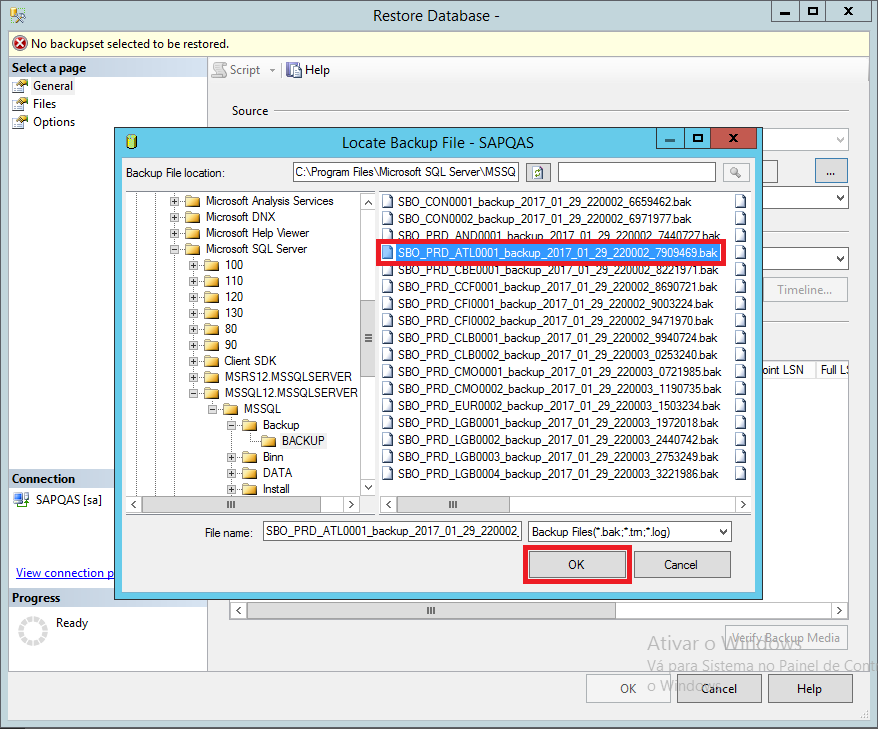 Restore Database -
No backupset selected to be restored.
Select a page
General
Files
Options
Script
Help
Source
...
Timeline...
oint LSN
Full LS
Locate Backup File - SAPQAS
Backup File location:
C:\Program Files\Microsoft SQL Server\MSSQ
Microsoft Analysis Services
Microsoft DNX
Microsoft Help Viewer
Microsoft SQL Server
100
110
120
130
80
90
Client SDK
MSRS12.MSSQLSERVER
MSSQL12.MSSQLSERVER
MSSQL
Backup
BACKUP
Binn
DATA
Install
SBO_CON0001_backup_2017_01_29_220002_6659462.bak
SBO_CON0002_backup_2017_01_29_220002_6971977.bak
SBO_PRD_AND0001_backup_2017_01_29_220002_7440727.bak
SBO_PRD_ATL0001_backup_2017_01_29_220002_7909469.bak
SBO_PRD_CBE0001_backup_2017_01_29_220002_8221971.bak
SBO_PRD_CCF0001_backup_2017_01_29_220002_8690721.bak
SBO_PRD_CFI0001_backup_2017_01_29_220002_9003224.bak
SBO_PRD_CFI0002_backup_2017_01_29_220002_9471970.bak
SBO_PRD_CLB0001_backup_2017_01_29_220002_9940724.bak
SBO_PRD_CLB0002_backup_2017_01_29_220003_0253240.bak
SBO_PRD_CMO0001_backup_2017_01_29_220003_0721985.bak
SBO_PRD_CMO0002_backup_2017_01_29_220003_1190735.bak
SBO_PRD_EUR0002_backup_2017_01_29_220003_1503234.bak
SBO_PRD_LGB0001_backup_2017_01_29_220003_1972018.bak
SBO_PRD_LGB0002_backup_2017_01_29_220003_2440742.bak
SBO_PRD_LGB0003_backup_2017_01_29_220003_2753249.bak
SBO_PRD_LGB0004_backup_2017_01_29_220003_3221986.bak
File name:
SBO_PRD_ATL0001_backup_2017_01_29_220002_
Backup Files(*.bak;*.trn;*.log)
OK
Cancel
Connection
SAPQAS [sa]
View connection p
Progress
Ready
Verify Backup Media
Ativar o Windows
Vá para Sistema no Painel de Cont
o Windows.
OK
Cancel
Help